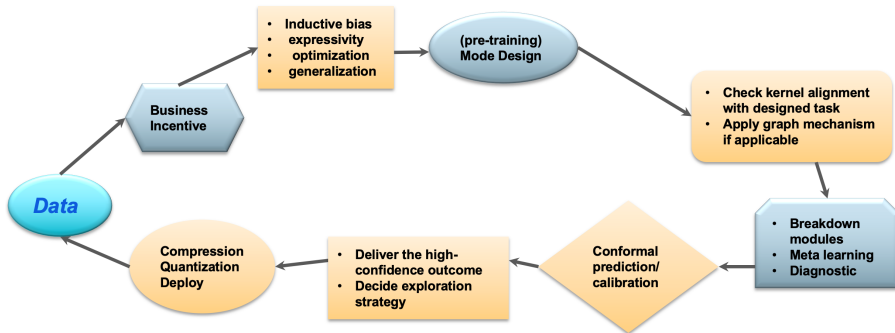 Data
Business
Incentive
• Inductive bias
• expressivity
• optimization
• generalization
(pre-training)
Mode Design
• Check kernel alignment
with designed task
• Apply graph mechanism
if applicable
• Breakdown
modules
• Meta learning
• Diagnostic
Conformal
prediction/
calibration
• Deliver the high-
confidence outcome
• Decide exploration
strategy
Compression
Quantization
Deploy